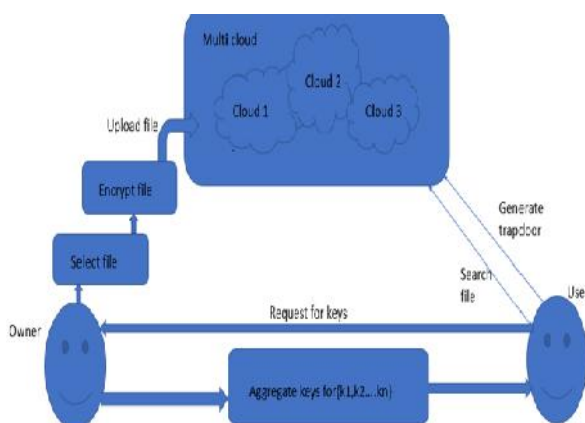 Multi cloud
Cloud 2
Cloud 1
Cloud 3
Upload file
Encrypt file
Generate
trapdoor
Select file
Search
file
Use
Owner
Request for keys
Aggregate keys for{k1,k2....kn}